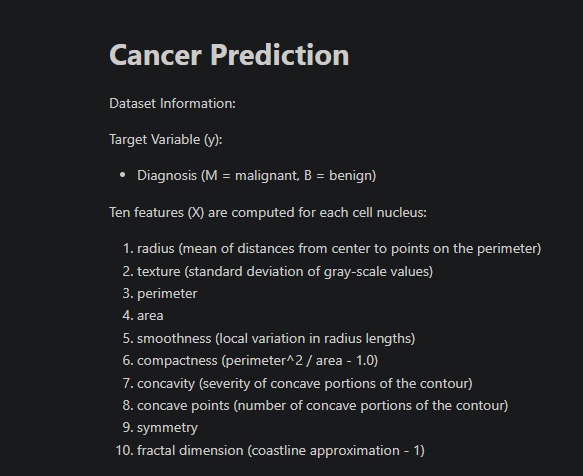 Cancer Prediction
Dataset Information:
Target Variable (y):
• Diagnosis (M = malignant, B = benign)
Ten features (X) are computed for each cell nucleus:
1. radius (mean of distances from center to points on the perimeter)
2. texture (standard deviation of gray-scale values)
3. perimeter
4. area
5. smoothness (local variation in radius lengths)
6. compactness (perimeter^2 / area - 1.0)
7. concavity (severity of concave portions of the contour)
8. concave points (number of concave portions of the contour)
9. symmetry
10. fractal dimension (coastline approximation - 1)